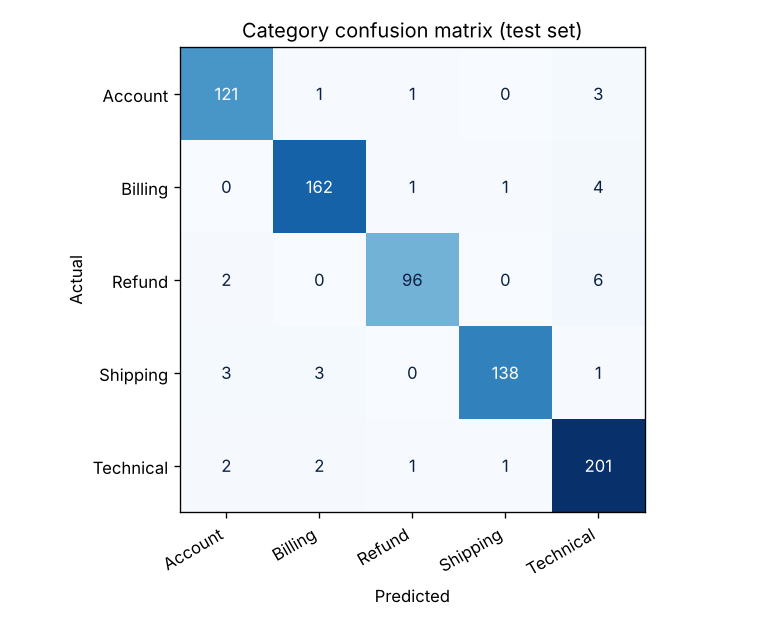 Category confusion matrix (test set)
Account 121 1 1 0 3
Billing 0 162 1 1 4
Refund 2 0 96 0 6
Shipping 3 3 0 138 1
Technical 2 2 1 1 201
Actual
Account Billing Refund Shipping Technical
Predicted